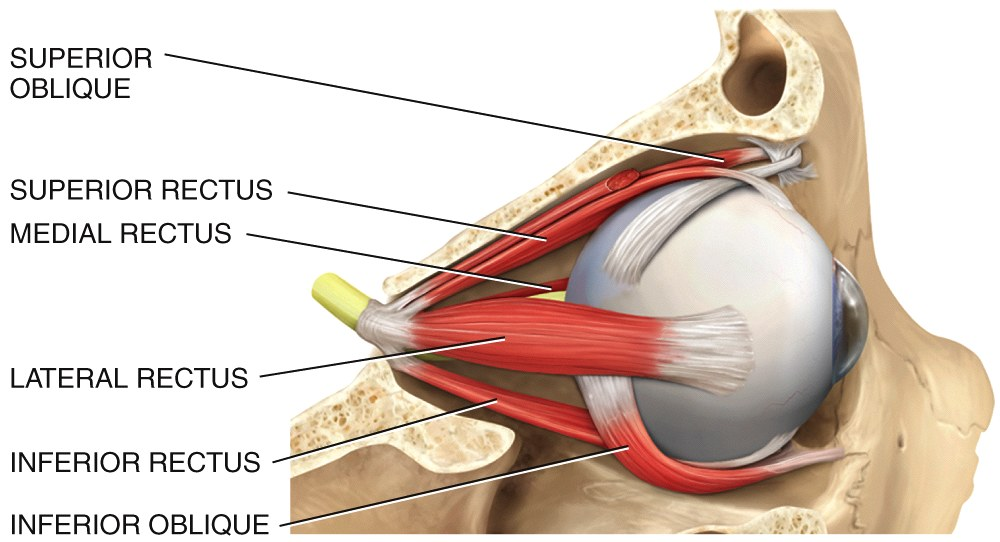 SUPERIOR
OBLIQUE
SUPERIOR RECTUS
MEDIAL RECTUS
LATERAL RECTUS
INFERIOR RECTUS
INFERIOR OBLIQUE